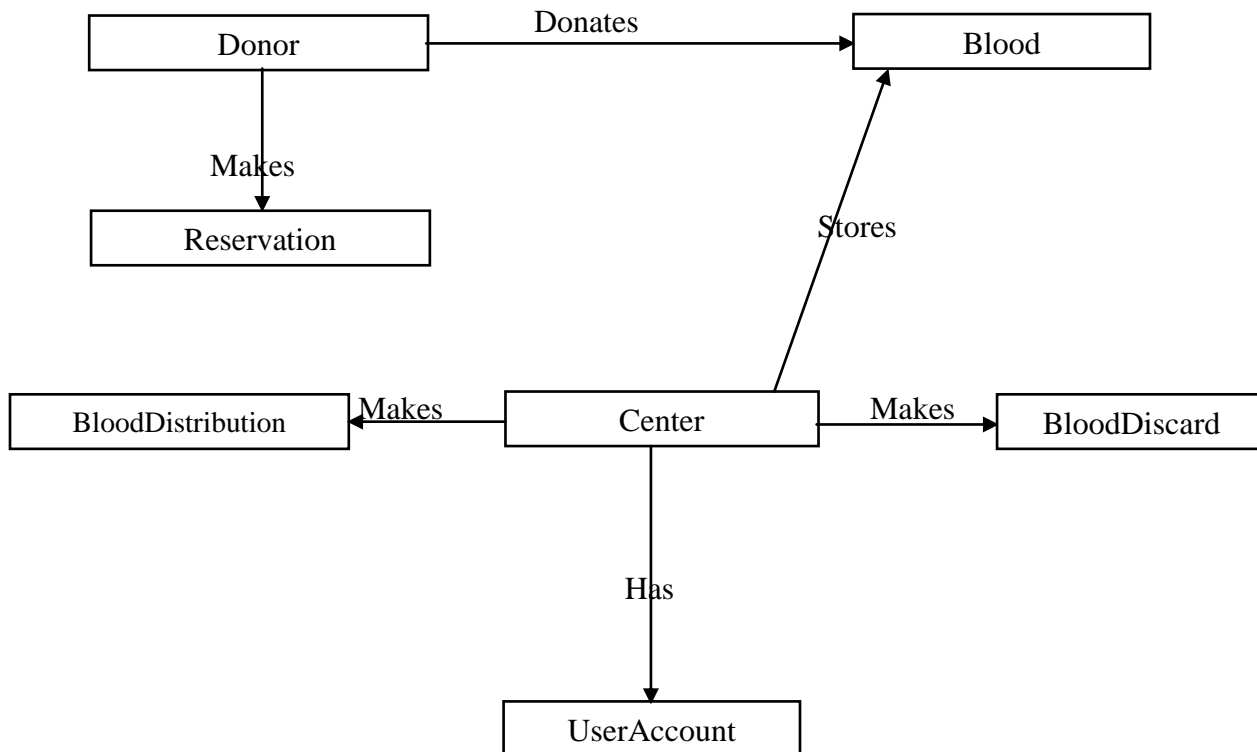 Donates
Donor
Blood
Makes
Reservation
Stores
BloodDistribution
Makes
Center
Makes
BloodDiscard
Has
UserAccount